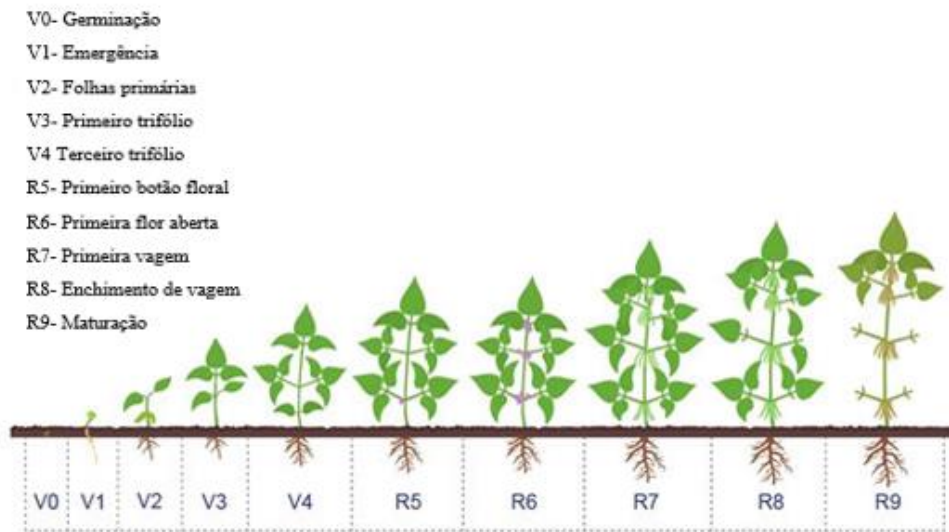 V0- Germinação
V1- Emergência
V2- Folhas primárias
V3- Primeiro trifólio
V4 Terceiro trifólio
R5- Primeiro botão floral
R6- Primeira flor aberta
R7- Primeira vagem
R8- Enchimento de vagem
R9- Maturação
V0 V1 V2 V3 V4 R5 R6 R7 R8 R9